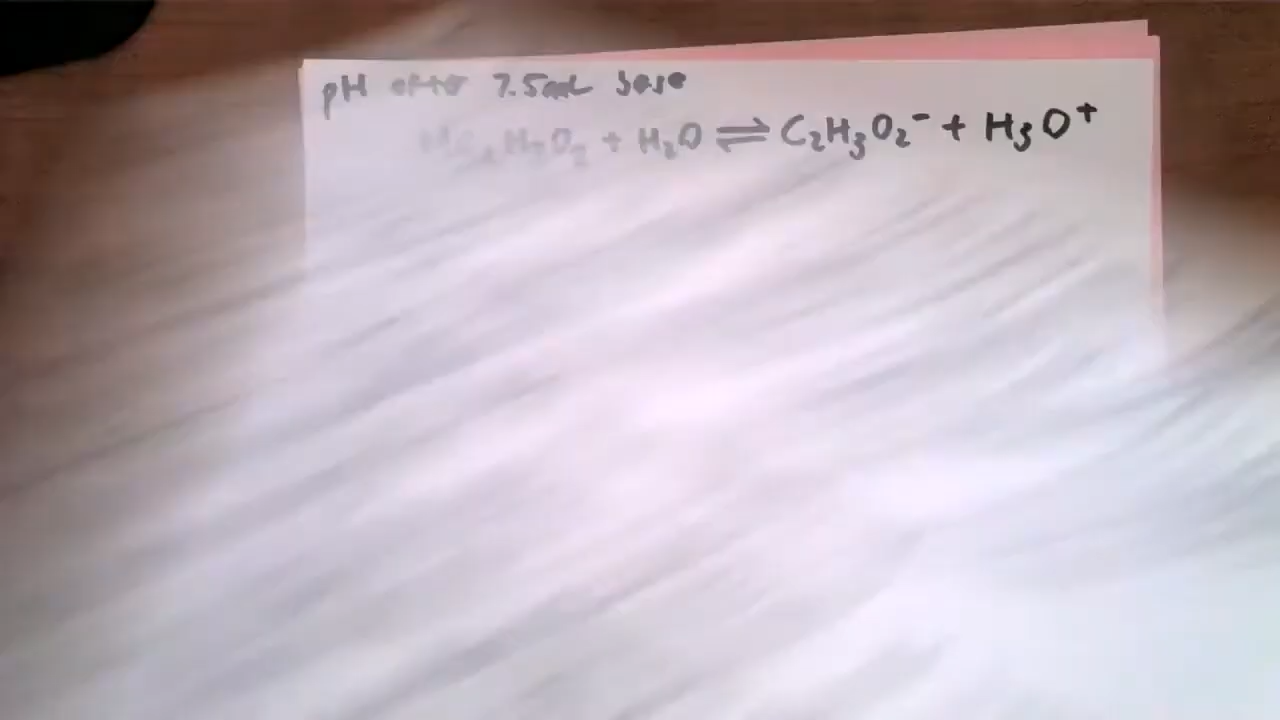 pH after 7.5mL base
HC₂H₃O₂ + H₂O ⇌ C₂H₃O₂⁻ + H₃O⁺